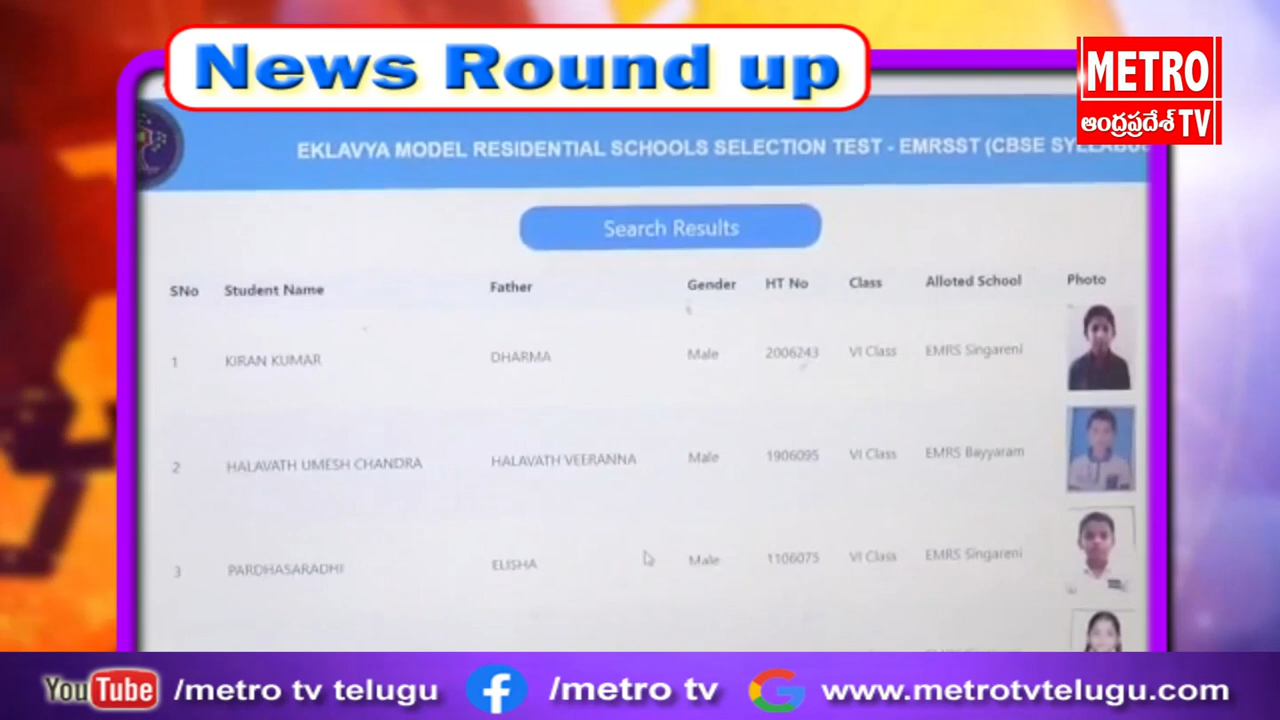 News Round up
METRO
ఆంధ్రప్రదేశ్ TV
EKLAVYA MODEL RESIDENTIAL SCHOOLS SELECTION TEST - EMRSST (CBSE
Search Results
SNo Student Name Father Gender HT No Class Alloted School Photo
1 KIRAN KUMAR DHARMA Male 2006243 VI Class EMRS Singareni
2 HALAVATH UMESH CHANDRA HALAVATH VEERANNA Male 1906095 VI Class EMRS Bayyaram
3 PARDHASARADHI ELISHA Male 1106075 VI Class EMRS Singareni
YouTube /metro tv telugu f /metro tv G www.metrotvtelugu.com